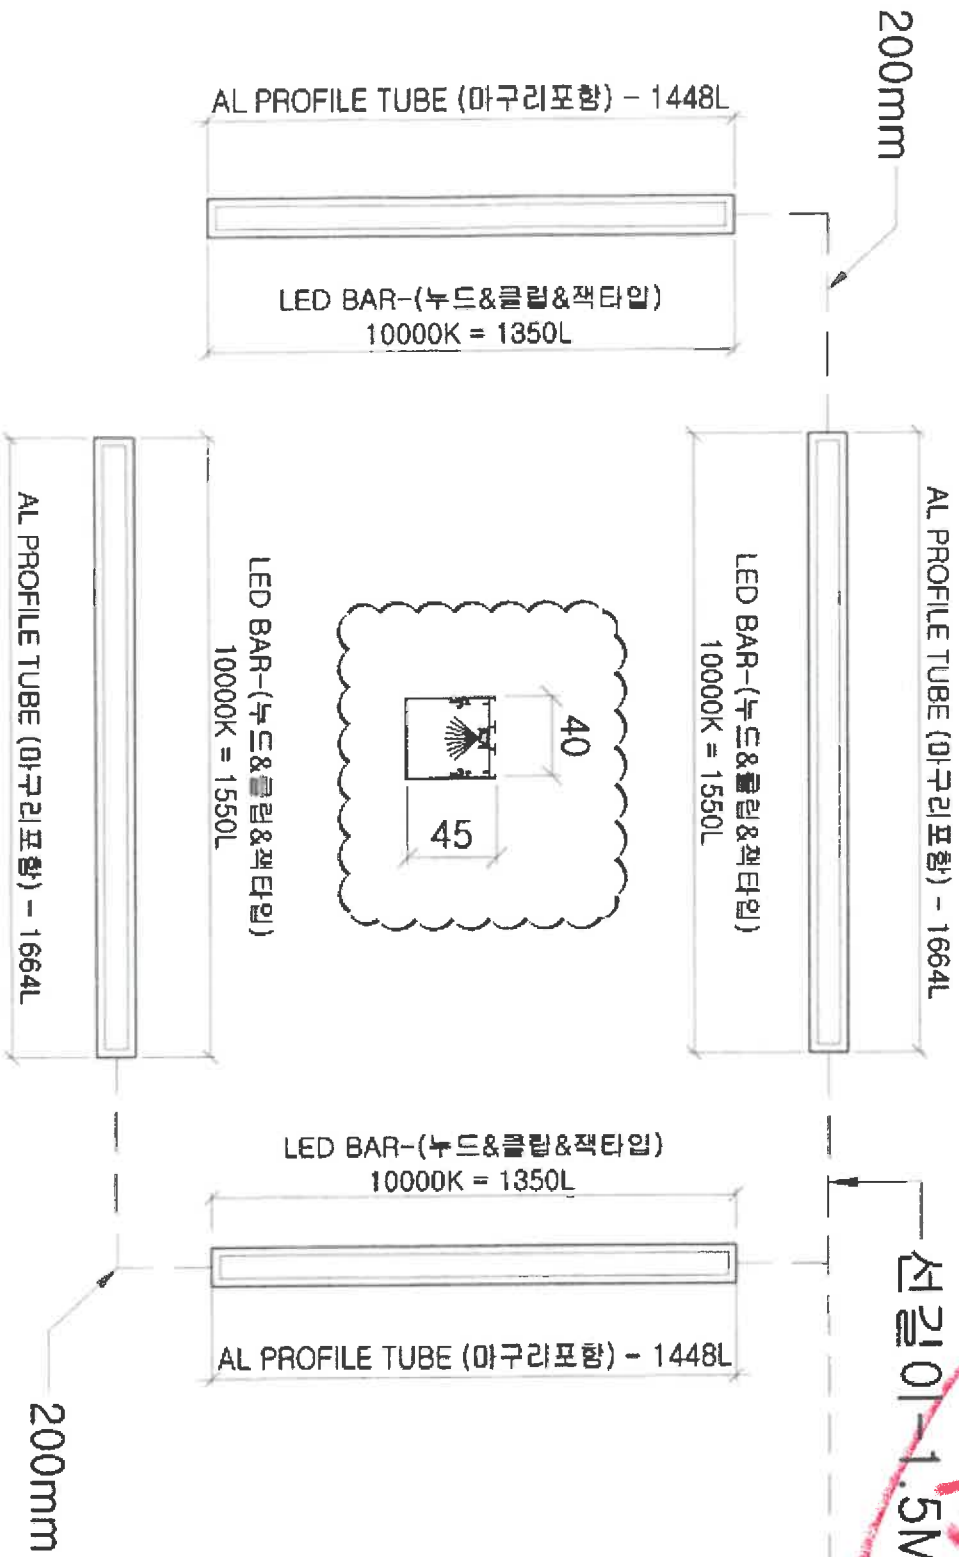 200mm
AL PROFILE TUBE (마구리포함) - 1448L
LED BAR-(누드&클립&잭타입)
10000K = 1350L
AL PROFILE TUBE (마구리포함) - 1664L
LED BAR-(누드&클립&잭타입)
10000K = 1550L
40
45
LED BAR-(누드&클립&잭타입)
10000K = 1550L
AL PROFILE TUBE (마구리포함) - 1664L
LED BAR-(누드&클립&잭타입)
10000K = 1350L
AL PROFILE TUBE (마구리포함) - 1448L
선길이-1.5M
200mm